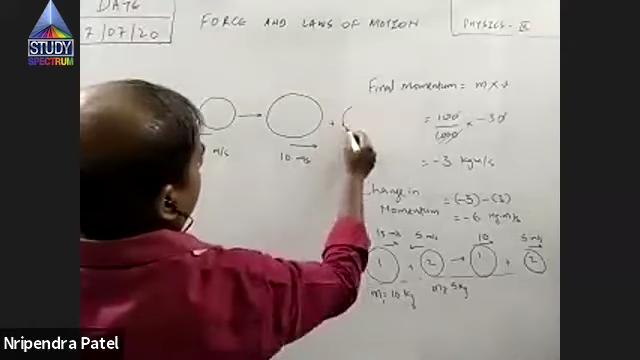 DATE
7/07/20
FORCE AND LAWS OF MOTION
PHYSICS - IX
STUDY
SPECTRUM
Final Momentum = m x v
= 100/1000 x -30
= -3 kgm/s
Change in Momentum = (-3) - (3)
= -6 kg m/s
m/s
+
10 m/s
15 m/s
5 m/s
10
5 m/s
1 + 2 → 1 + 2
m₁ = 10 kg
m₂ 5 kg
Nripendra Patel